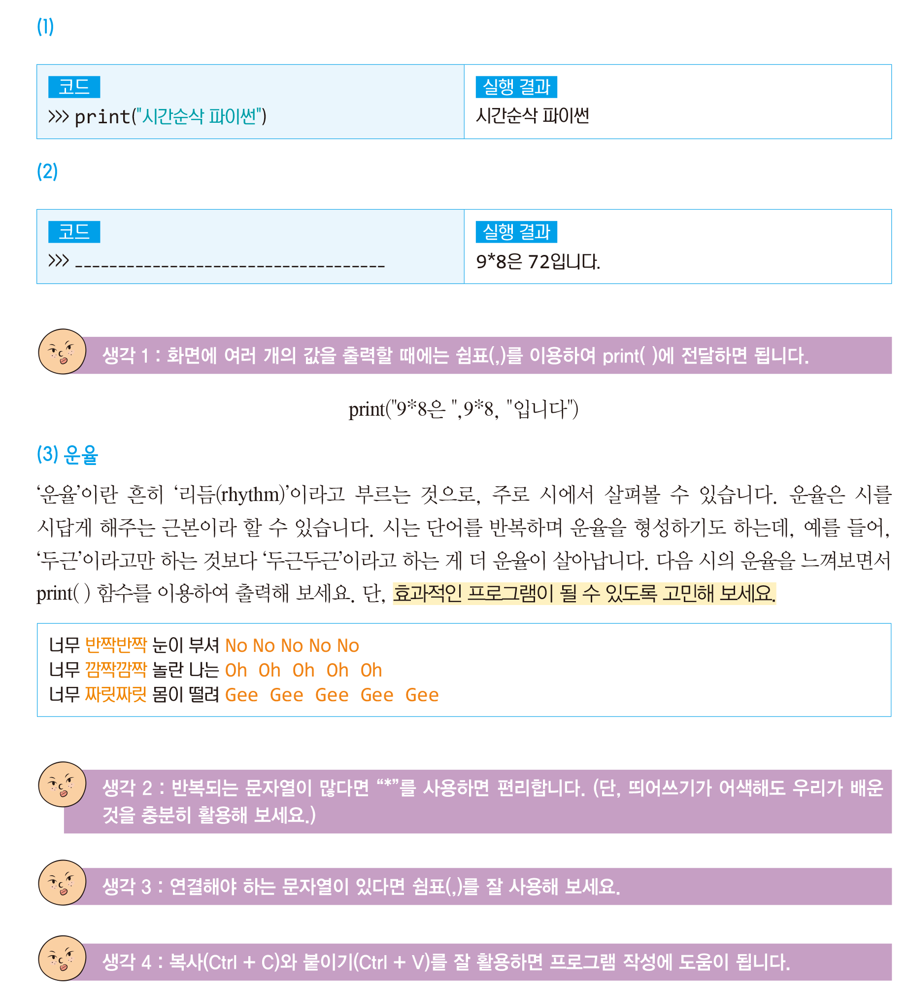 (1)
코드
실행 결과
>>> print("시간순삭 파이썬")
시간순삭 파이썬
(2)
코드
실행 결과
>>> ____________________________________
9*8은 72입니다.
생각 1 : 화면에 여러 개의 값을 출력할 때에는 쉼표(,)를 이용하여 print( )에 전달하면 됩니다.
print("9*8은 ",9*8, "입니다")
(3) 운율
‘운율’이란 흔히 ‘리듬(rhythm)’이라고 부르는 것으로, 주로 시에서 살펴볼 수 있습니다. 운율은 시를
시답게 해주는 근본이라 할 수 있습니다. 시는 단어를 반복하며 운율을 형성하기도 하는데, 예를 들어,
‘두근’이라고만 하는 것보다 ‘두근두근’이라고 하는 게 더 운율이 살아납니다. 다음 시의 운율을 느껴보면서
print( ) 함수를 이용하여 출력해 보세요. 단, 효과적인 프로그램이 될 수 있도록 고민해 보세요.
너무 반짝반짝 눈이 부셔 No No No No No
너무 깜짝깜짝 놀란 나는 Oh Oh Oh Oh Oh
너무 짜릿짜릿 몸이 떨려 Gee Gee Gee Gee Gee
생각 2 : 반복되는 문자열이 많다면 “*”를 사용하면 편리합니다. (단, 띄어쓰기가 어색해도 우리가 배운
것을 충분히 활용해 보세요.)
생각 3 : 연결해야 하는 문자열이 있다면 쉼표(,)를 잘 사용해 보세요.
생각 4 : 복사(Ctrl + C)와 붙이기(Ctrl + V)를 잘 활용하면 프로그램 작성에 도움이 됩니다.